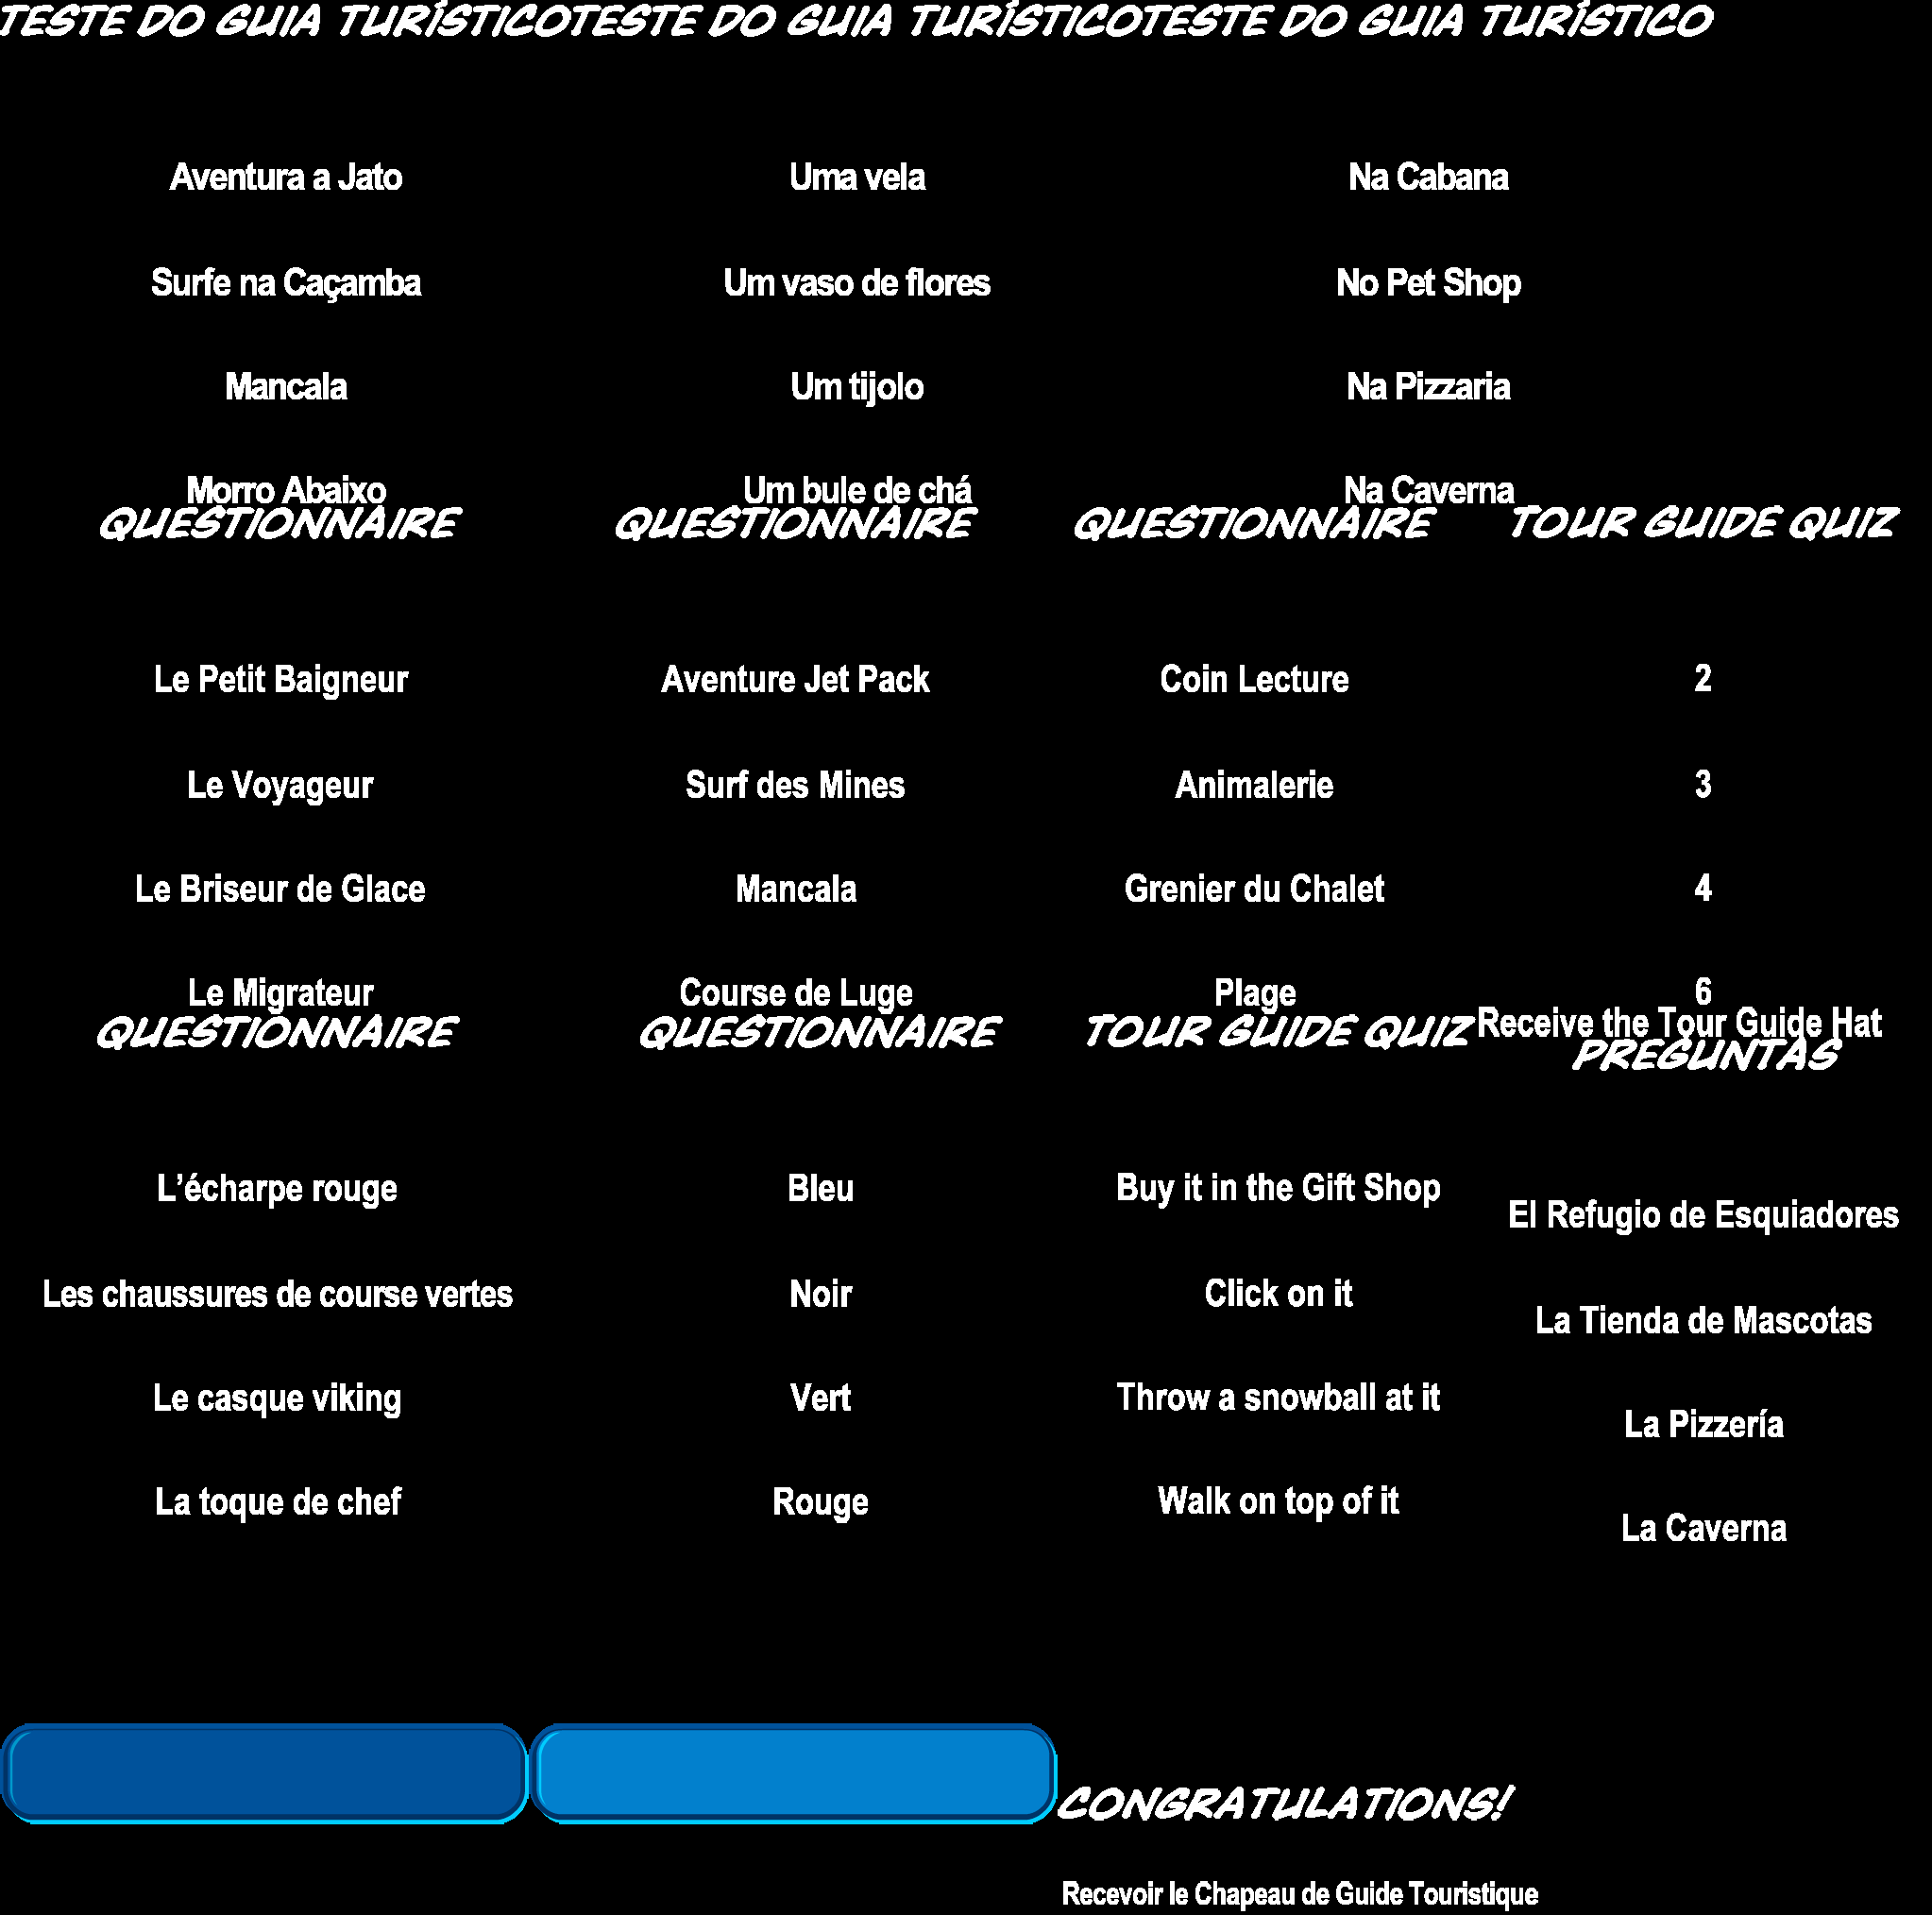 TESTE DO GUIA TURÍSTICOTESTE DO GUIA TURÍSTICOTESTE DO GUIA TURÍSTICO
Aventura a Jato Uma vela Na Cabana
Surfe na Caçamba Um vaso de flores No Pet Shop
Mancala Um tijolo Na Pizzaria
Morro Abaixo Um bule de chá Na Caverna
QUESTIONNAIRE QUESTIONNAIRE QUESTIONNAIRE TOUR GUIDE QUIZ
Le Petit Baigneur Aventure Jet Pack Coin Lecture 2
Le Voyageur Surf des Mines Animalerie 3
Le Briseur de Glace Mancala Grenier du Chalet 4
Le Migrateur Course de Luge Plage 6
QUESTIONNAIRE QUESTIONNAIRE TOUR GUIDE QUIZ Receive the Tour Guide Hat
PREGUNTAS
L'écharpe rouge Bleu Buy it in the Gift Shop
El Refugio de Esquiadores
Les chaussures de course vertes Noir Click on it
La Tienda de Mascotas
Le casque viking Vert Throw a snowball at it
La Pizzería
La toque de chef Rouge Walk on top of it
La Caverna
CONGRATULATIONS!
Recevoir le Chapeau de Guide Touristique